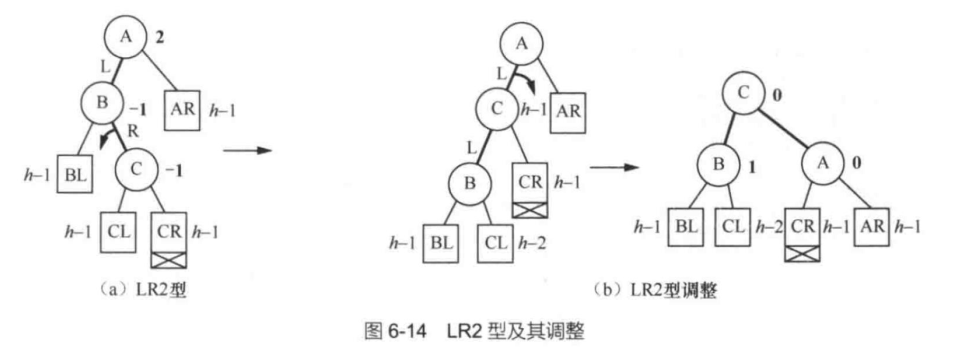 A 2
L
B -1 AR h-1
R
h-1 BL C -1
h-1 CL CR h-1
(a) LR2型
A
L
C h-1 AR
L
B CR h-1
h-1 BL CL h-2
C 0
B 1 A 0
h-1 BL CL h-2 CR h-1 AR h-1
(b) LR2型调整
图 6-14 LR2 型及其调整